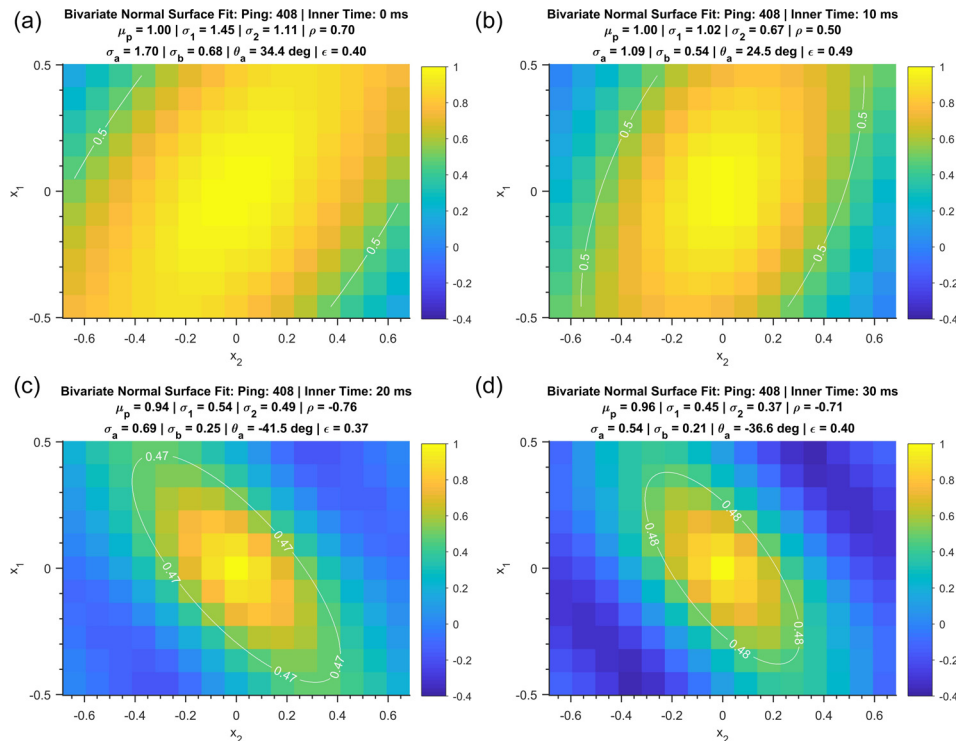 (a)
Bivariate Normal Surface Fit: Ping: 408 | Inner Time: 0 ms
μp = 1.00 | σ1 = 1.45 | σ2 = 1.11 | ρ = 0.70
σa = 1.70 | σb = 0.68 | θa = 34.4 deg | ϵ = 0.40
0.5
0
-0.5
x1
-0.6 -0.4 -0.2 0 0.2 0.4 0.6
x2
0.5
0.5
1
0.8
0.6
0.4
0.2
0
-0.2
-0.4
(b)
Bivariate Normal Surface Fit: Ping: 408 | Inner Time: 10 ms
μp = 1.00 | σ1 = 1.02 | σ2 = 0.67 | ρ = 0.50
σa = 1.09 | σb = 0.54 | θa = 24.5 deg | ϵ = 0.49
0.5
0
-0.5
x1
-0.6 -0.4 -0.2 0 0.2 0.4 0.6
x2
0.5
0.5
0.5
0.5
1
0.8
0.6
0.4
0.2
0
-0.2
-0.4
(c)
Bivariate Normal Surface Fit: Ping: 408 | Inner Time: 20 ms
μp = 0.94 | σ1 = 0.54 | σ2 = 0.49 | ρ = -0.76
σa = 0.69 | σb = 0.25 | θa = -41.5 deg | ϵ = 0.37
0.5
0
-0.5
x1
-0.6 -0.4 -0.2 0 0.2 0.4 0.6
x2
0.47
0.47
0.47
0.47
1
0.8
0.6
0.4
0.2
0
-0.2
-0.4
(d)
Bivariate Normal Surface Fit: Ping: 408 | Inner Time: 30 ms
μp = 0.96 | σ1 = 0.45 | σ2 = 0.37 | ρ = -0.71
σa = 0.54 | σb = 0.21 | θa = -36.6 deg | ϵ = 0.40
0.5
0
-0.5
x1
-0.6 -0.4 -0.2 0 0.2 0.4 0.6
x2
0.48
0.48
0.48
0.48
1
0.8
0.6
0.4
0.2
0
-0.2
-0.4